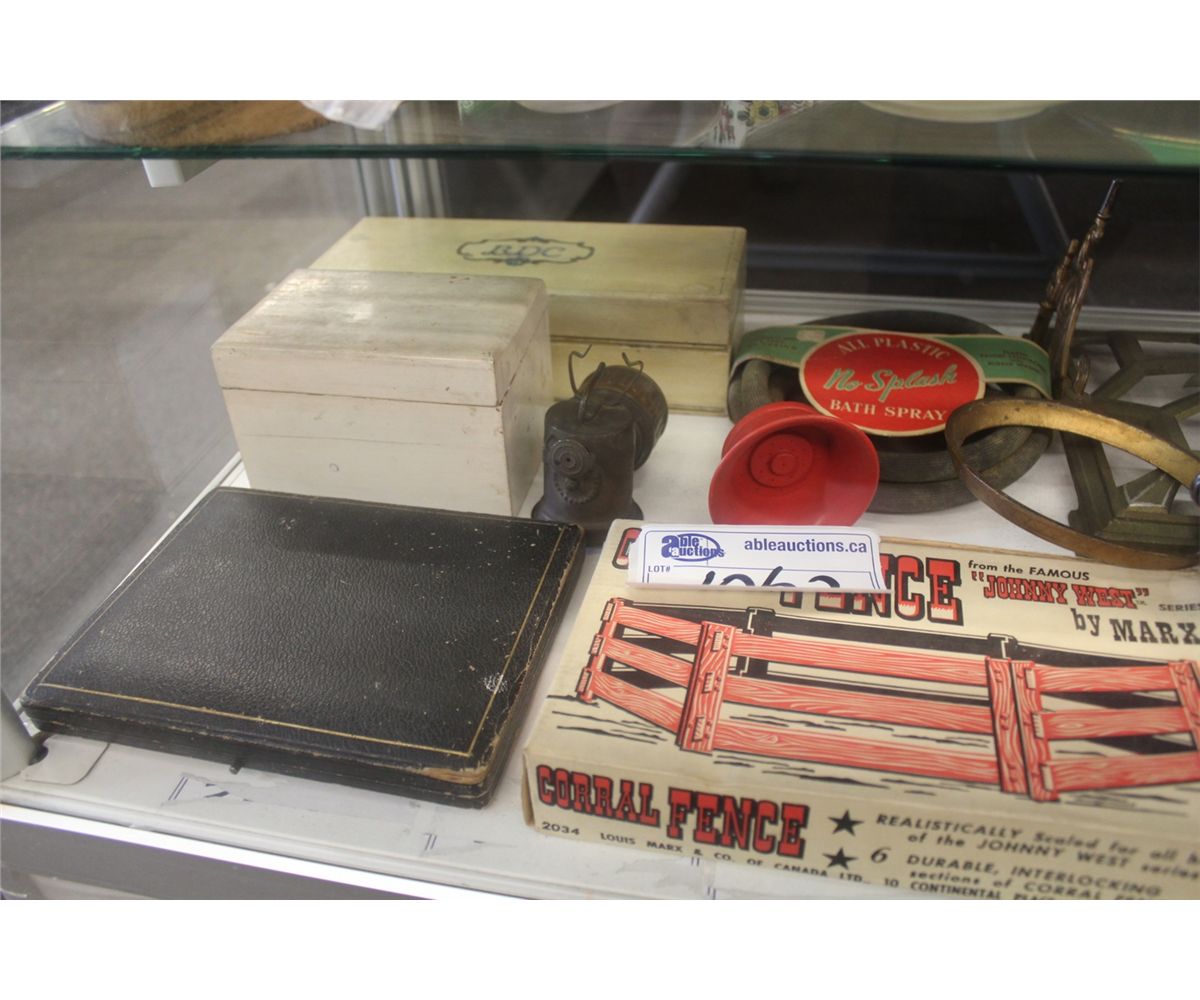 BDC
ALL PLASTIC
No Splash
BATH SPRAY
able auctions
ableauctions.ca
LOT#
FENCE
from the FAMOUS
"JOHNNY WEST"
SERIES
by MARX
CORRAL FENCE
2034 LOUIS MARX & CO. OF CANADA LTD. 10 CONTINENTAL
★ REALISTICALLY Scaled for all
of the JOHNNY WEST series
★ 6 DURABLE, INTERLOCKING
sections of CORRAL